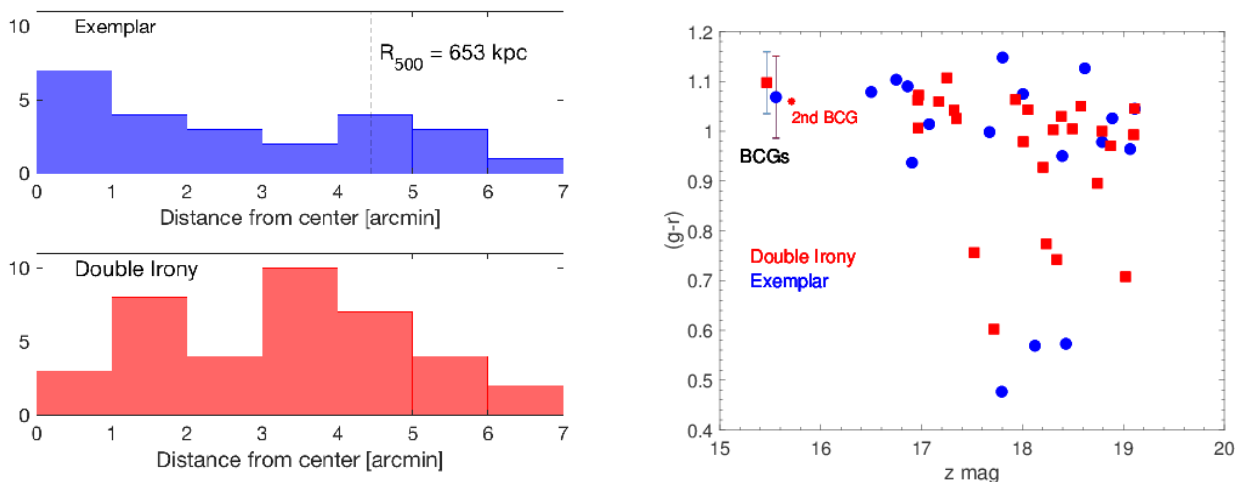 Exemplar
R500 = 653 kpc
10
5
0
0 1 2 3 4 5 6 7
Distance from center [arcmin]
Double Irony
10
5
0
0 1 2 3 4 5 6 7
Distance from center [arcmin]
1.2
1.1
1
0.9
0.8
0.7
0.6
0.5
0.4
(g-r)
2nd BCG
BCGs
Double Irony
Exemplar
15 16 17 18 19 20
z mag